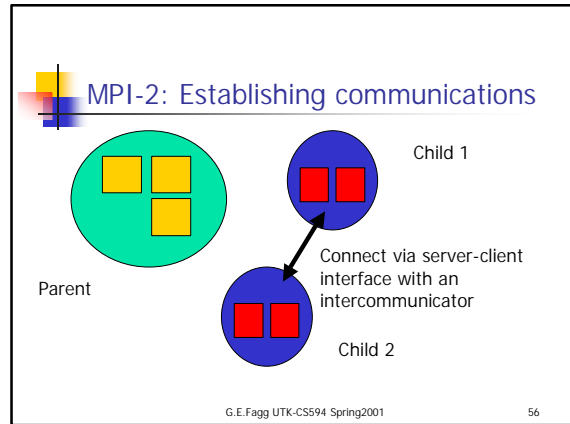 MPI-2: Establishing communications
Child 1
Connect via server-client
interface with an
intercommunicator
Parent
Child 2
G.E.Fagg UTK-CS594 Spring2001
56